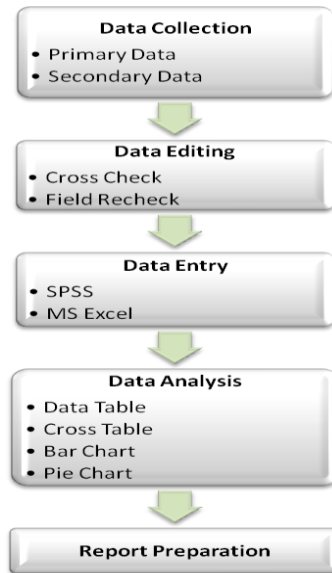 Data Collection
• Primary Data
• Secondary Data
Data Editing
• Cross Check
• Field Recheck
Data Entry
• SPSS
• MS Excel
Data Analysis
• Data Table
• Cross Table
• Bar Chart
• Pie Chart
Report Preparation